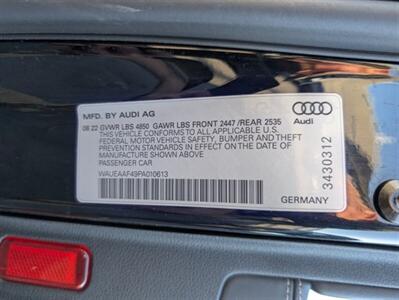 MFD. BY AUDI AG
08 22 GVWR LBS 4850 GAWR LBS FRONT 2447 /REAR 2535
THIS VEHICLE CONFORMS TO ALL APPLICABLE U.S.
FEDERAL MOTOR VEHICLE SAFETY, BUMPER AND THEFT
PREVENTION STANDARDS IN EFFECT ON THE DATE OF
MANUFACTURE SHOWN ABOVE.
PASSENGER CAR
WAUEAAF49PA010613
Audi
3430312
GERMANY